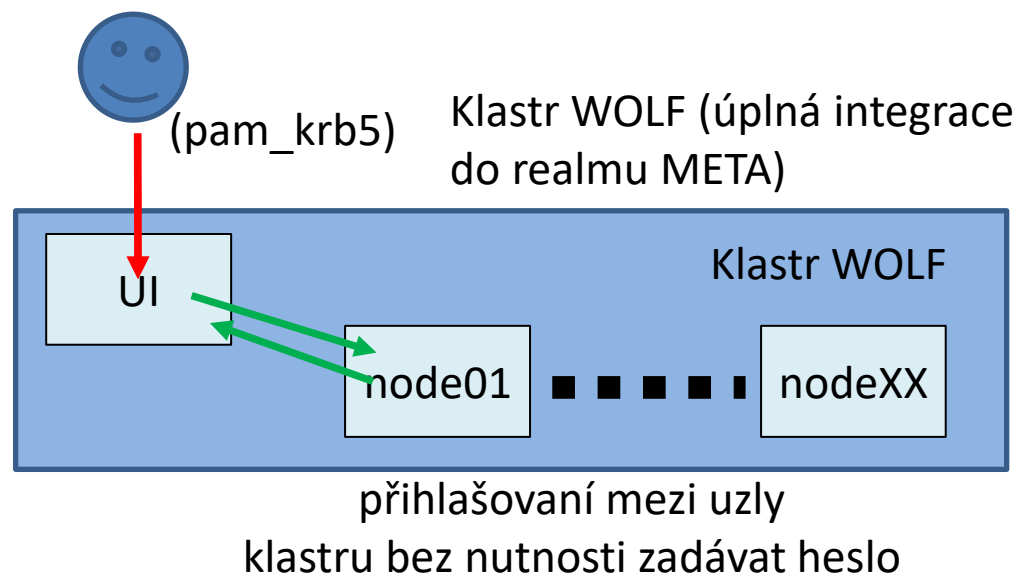 (pam_krb5)
Klastr WOLF (úplná integrace
do realmu META)
Klastr WOLF
UI
node01
nodeXX
přihlašovaní mezi uzly
klastru bez nutnosti zadávat heslo